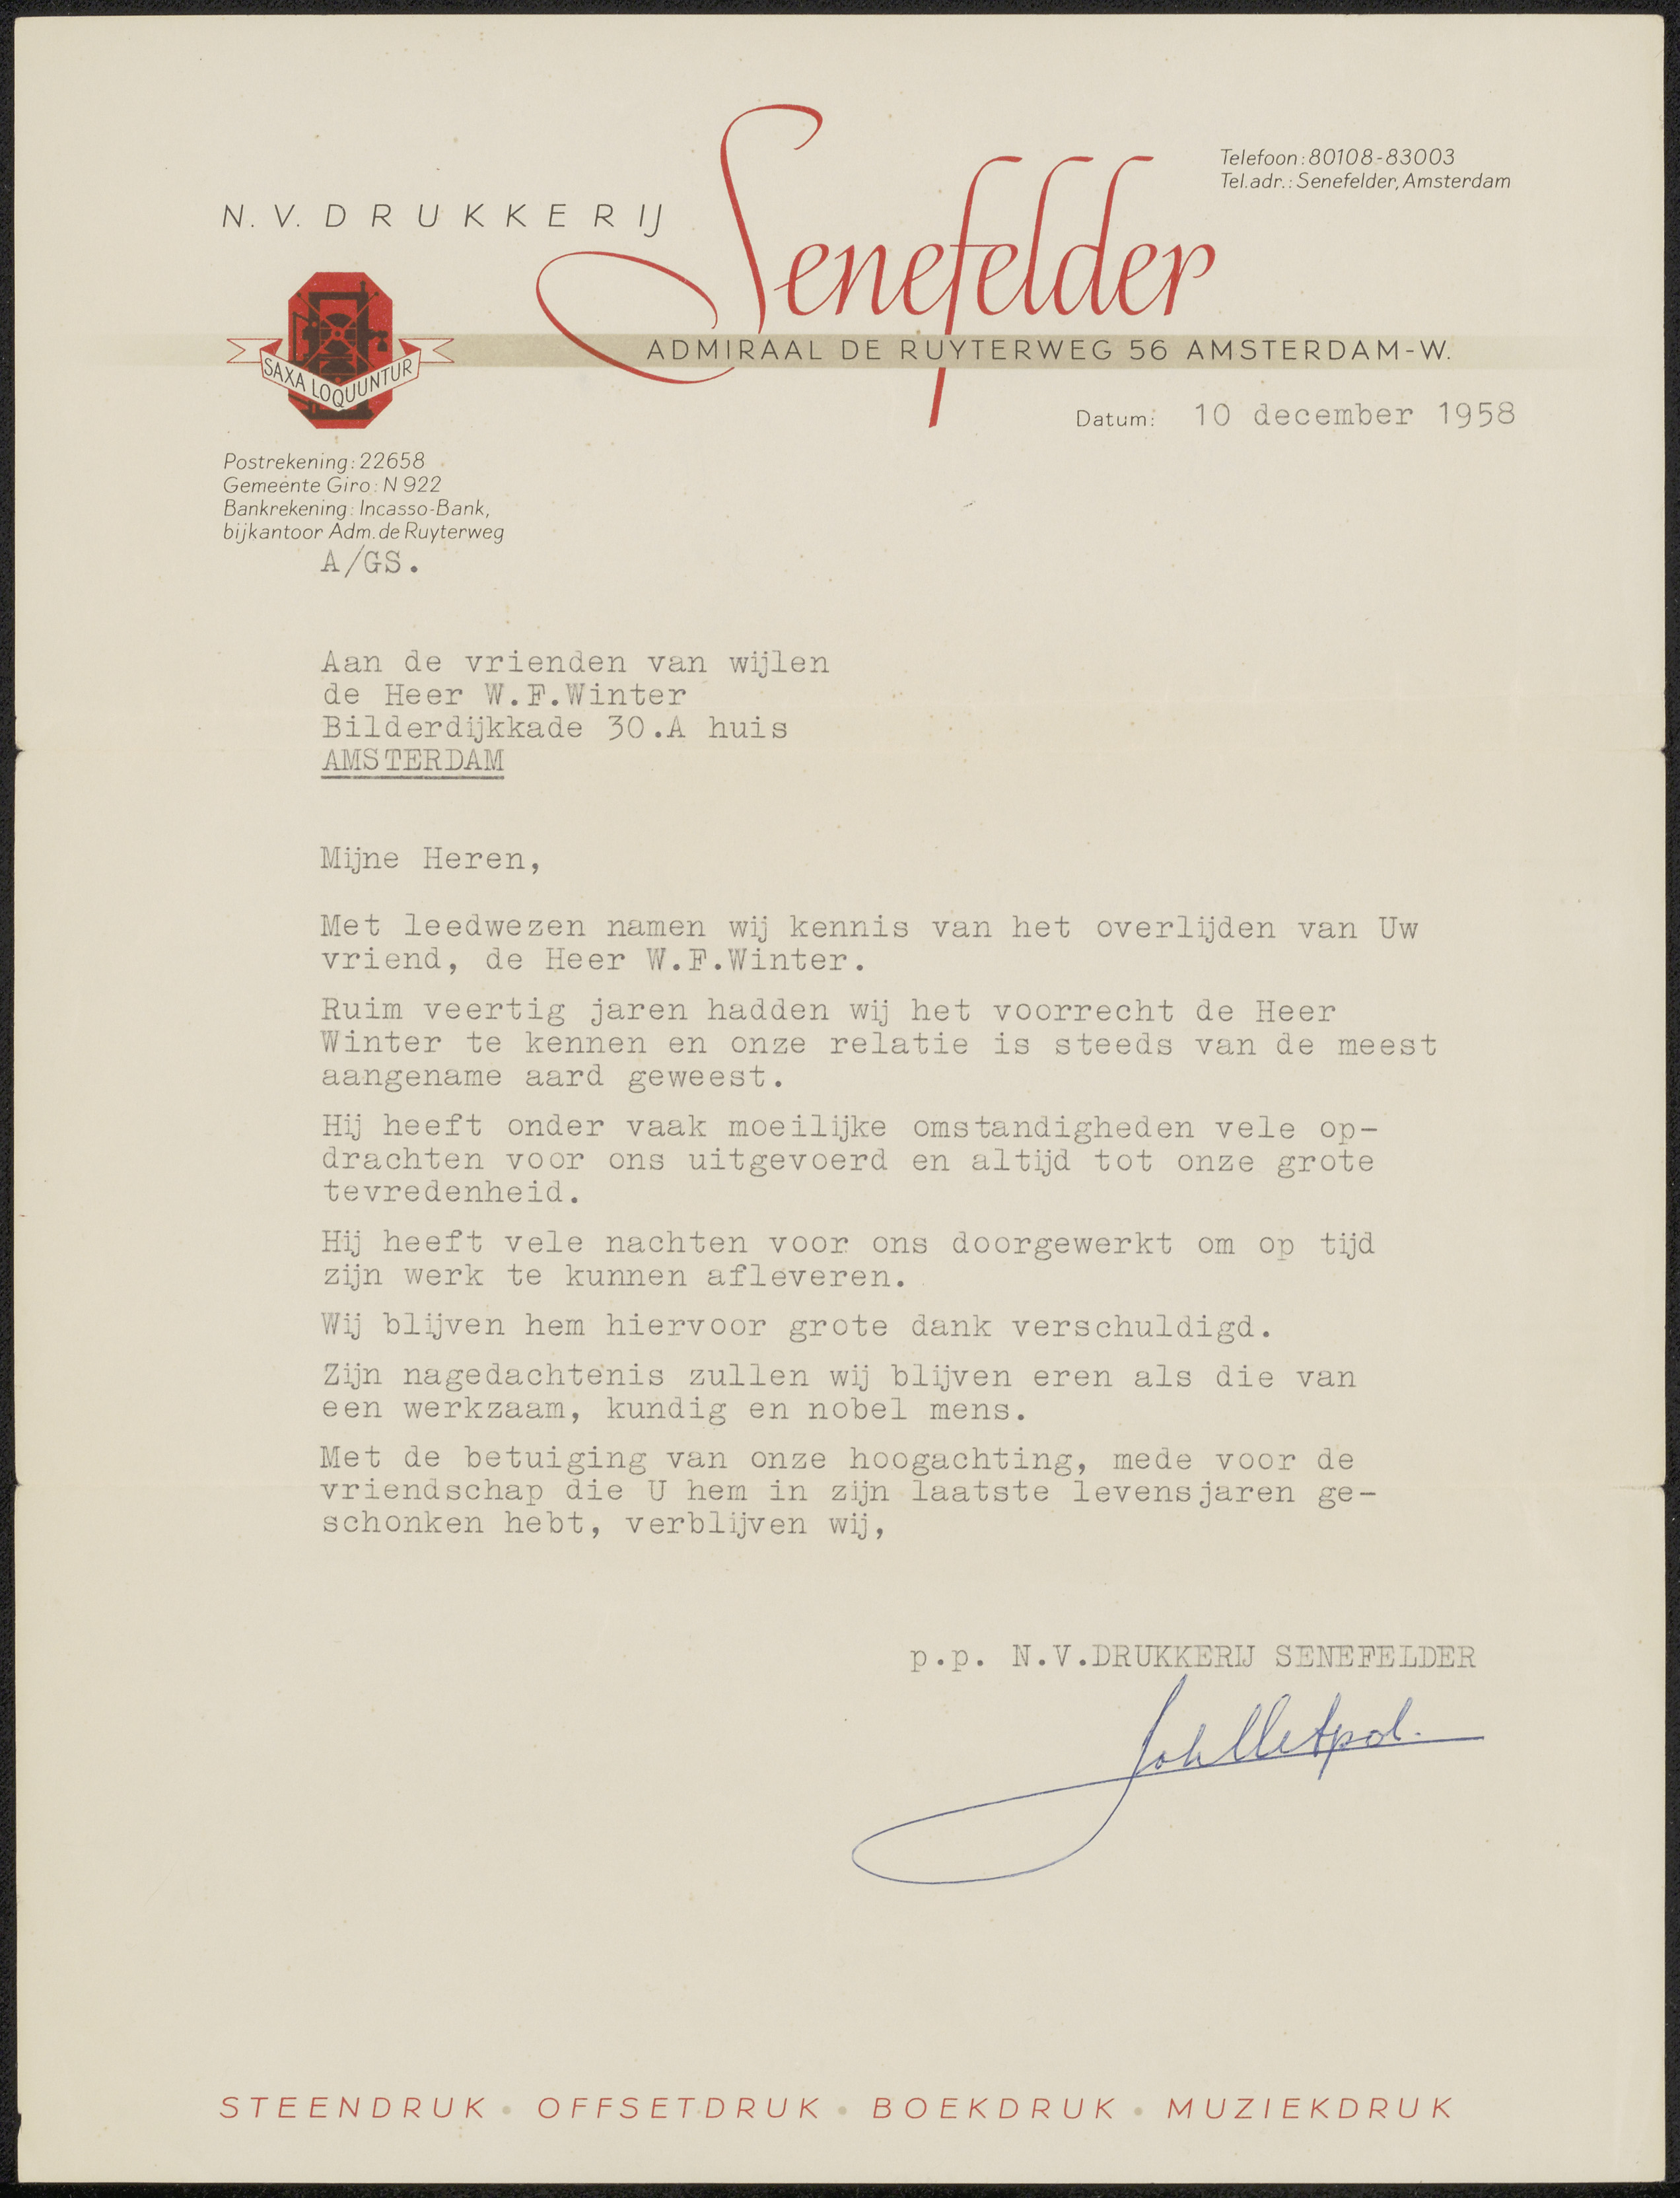 Telefoon: 80108-83003
Tel.adr.: Senefelder, Amsterdam
N. V. DRUKKERIJ
Senefelder
SAXA LOQUUNTUR
ADMIRAAL DE RUYTERWEG 56 AMSTERDAM-W.
Datum: 10 december 1958
Postrekening: 22658
Gemeente Giro: N 922
Bankrekening: Incasso-Bank,
bijkantoor Adm. de Ruyterweg
A/GS.
Aan de vrienden van wijlen
de Heer W.F.Winter
Bilderdijkkade 30.A huis
AMSTERDAM
Mijne Heren,
Met leedwezen namen wij kennis van het overlijden van Uw
vriend, de Heer W.F.Winter.
Ruim veertig jaren hadden wij het voorrecht de Heer
Winter te kennen en onze relatie is steeds van de meest
aangename aard geweest.
Hij heeft onder vaak moeilijke omstandigheden vele op-
drachten voor ons uitgevoerd en altijd tot onze grote
tevredenheid.
Hij heeft vele nachten voor ons doorgewerkt om op tijd
zijn werk te kunnen afleveren.
Wij blijven hem hiervoor grote dank verschuldigd.
Zijn nagedachtenis zullen wij blijven eren als die van
een werkzaam, kundig en nobel mens.
Met de betuiging van onze hoogachting, mede voor de
vriendschap die U hem in zijn laatste levensjaren ge-
schonken hebt, verblijven wij,
p.p. N.V.DRUKKERIJ SENEFELDER
STEENDRUK • OFFSETDRUK • BOEKDRUK • MUZIEKDRUK